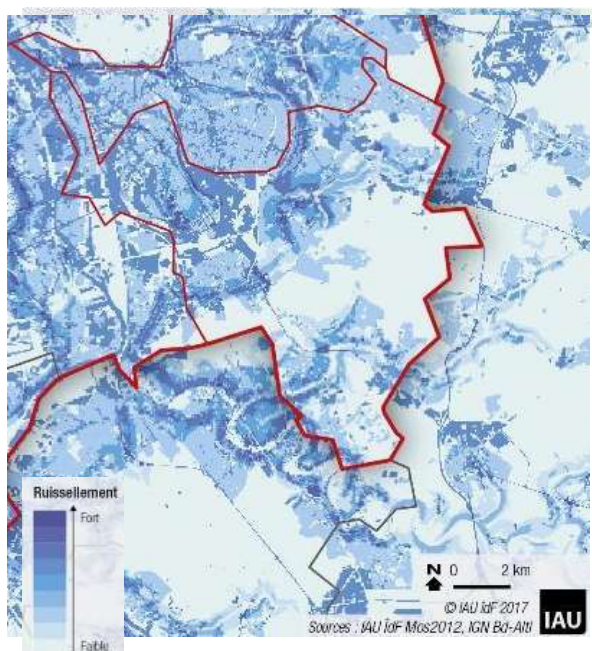 Ruissellement
Fort
Faible
N 0 2 km
© IAU îdF 2017
Sources : IAU ÎdF Mos2012, IGN Bd-Alti
IAU